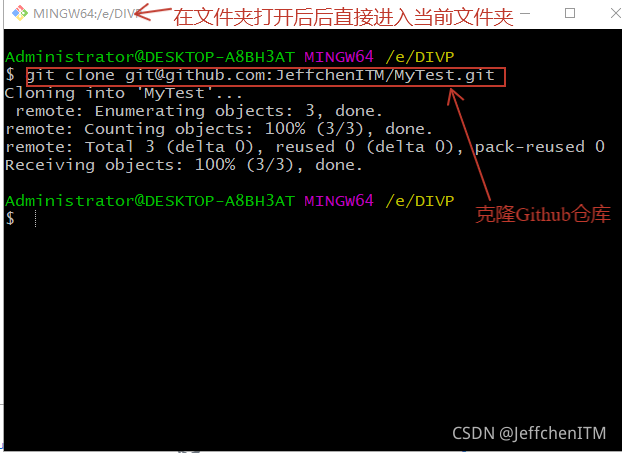 MINGW64:/e/DIVP
在文件夹打开后后直接进入当前文件夹
Administrator@DESKTOP-A8BH3AT MINGW64 /e/DIVP
$ git clone git@github.com:JeffchenITM/MyTest.git
Cloning into 'MyTest'...
remote: Enumerating objects: 3, done.
remote: Counting objects: 100% (3/3), done.
remote: Total 3 (delta 0), reused 0 (delta 0), pack-reused 0
Receiving objects: 100% (3/3), done.
Administrator@DESKTOP-A8BH3AT MINGW64 /e/DIVP
$
克隆Github仓库
CSDN @JeffchenITM